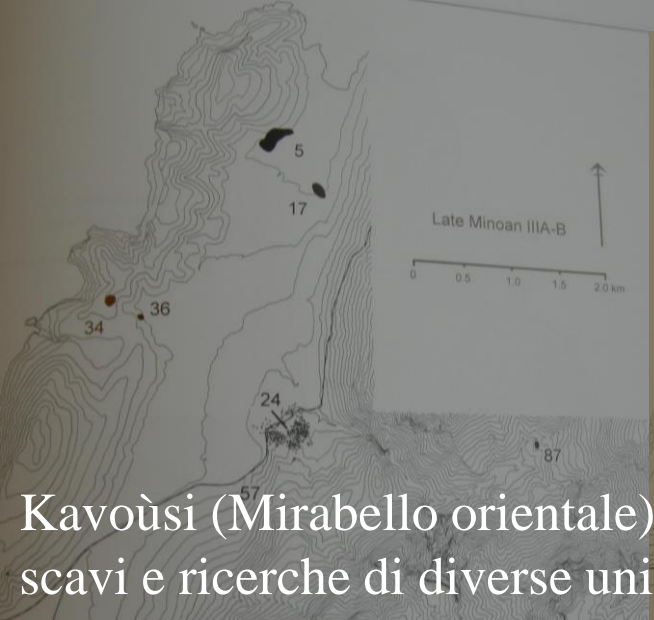 5
17
Late Minoan IIIA-B
0 0.5 1.0 1.5 2.0 km
36
34
24
87
57
Kavoùsi (Mirabello orientale)
scavi e ricerche di diverse uni